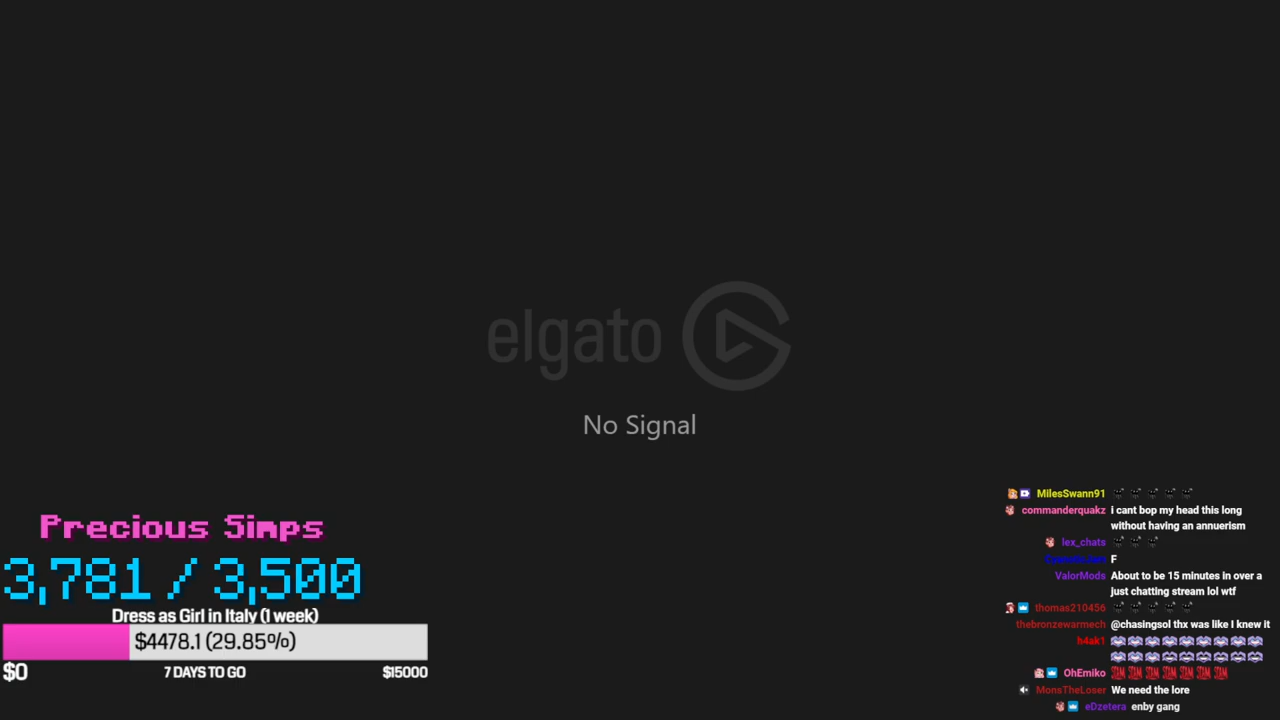 elgato
No Signal
Precious Simps
3,781 / 3,500
Dress as Girl in Italy (1 week)
$4478.1 (29.85%)
$0 7 DAYS TO GO $15000
MilesSwann91
commanderquakz i cant bop my head this long
without having an annuerism
lex_chats
F
ValorMods About to be 15 minutes in over a
just chatting stream lol wtf
thomas210456
thebronzewarmech @chasingsol thx was like I knew it
h4ak1
OhEmiko
MonsTheLoser We need the lore
eDzetera enby gang